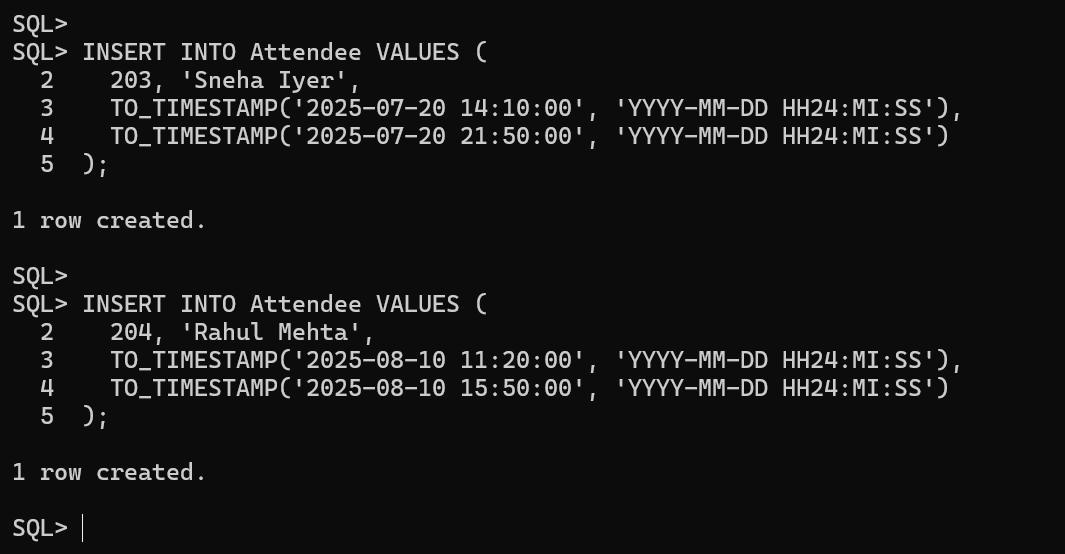 SQL>
SQL> INSERT INTO Attendee VALUES (
  2    203, 'Sneha Iyer',
  3    TO_TIMESTAMP('2025-07-20 14:10:00', 'YYYY-MM-DD HH24:MI:SS'),
  4    TO_TIMESTAMP('2025-07-20 21:50:00', 'YYYY-MM-DD HH24:MI:SS')
  5  );
1 row created.
SQL>
SQL> INSERT INTO Attendee VALUES (
  2    204, 'Rahul Mehta',
  3    TO_TIMESTAMP('2025-08-10 11:20:00', 'YYYY-MM-DD HH24:MI:SS'),
  4    TO_TIMESTAMP('2025-08-10 15:50:00', 'YYYY-MM-DD HH24:MI:SS')
  5  );
1 row created.
SQL>